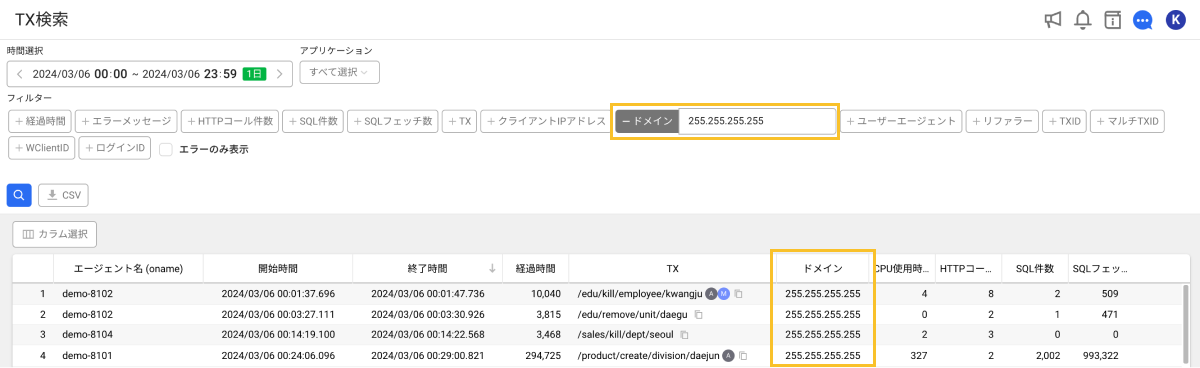 TX検索
K
時間選択
アプリケーション
2024/03/06 00:00 ~ 2024/03/06 23:59 1日
すべて選択
フィルター
+ 経過時間 + エラーメッセージ + HTTPコール件数 + SQL件数 + SQLフェッチ数 + TX + クライアントIPアドレス − ドメイン 255.255.255.255 + ユーザーエージェント + リファラー + TXID + マルチTXID
+ WClientID + ログインID エラーのみ表示
CSV
カラム選択
エージェント名 (oname) 開始時間 終了時間 ↓ 経過時間 TX ドメイン CPU使用時... HTTPコー... SQL件数 SQLフェッ...
1 demo-8102 2024/03/06 00:01:37.696 2024/03/06 00:01:47.736 10,040 /edu/kill/employee/kwangju A M 255.255.255.255 4 8 2 509
2 demo-8102 2024/03/06 00:03:27.111 2024/03/06 00:03:30.926 3,815 /edu/remove/unit/daegu 255.255.255.255 0 2 1 471
3 demo-8104 2024/03/06 00:14:19.100 2024/03/06 00:14:22.568 3,468 /sales/kill/dept/seoul 255.255.255.255 2 3 0 0
4 demo-8101 2024/03/06 00:24:06.096 2024/03/06 00:29:00.821 294,725 /product/create/division/daejun A 255.255.255.255 327 2 2,002 993,322